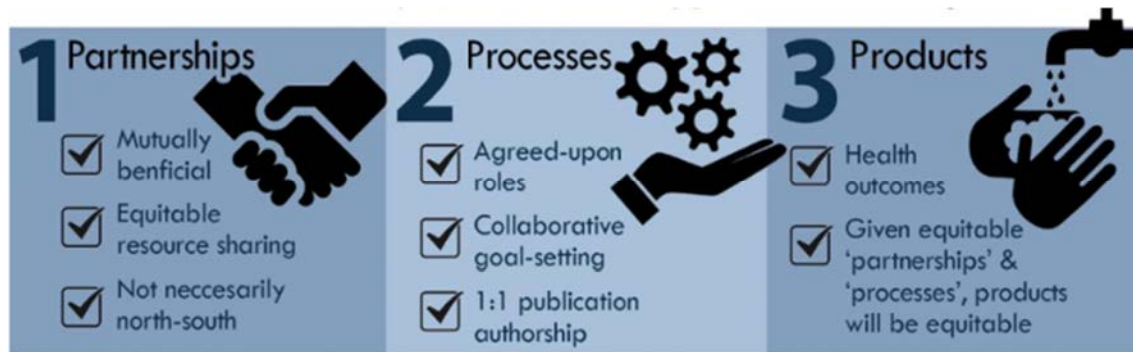 1 Partnerships
Mutually
benficial
Equitable
resource sharing
Not neccesarily
north-south
2 Processes
Agreed-upon
roles
Collaborative
goal-setting
1:1 publication
authorship
3 Products
Health
outcomes
Given equitable
‘partnerships’ &
‘processes’, products
will be equitable